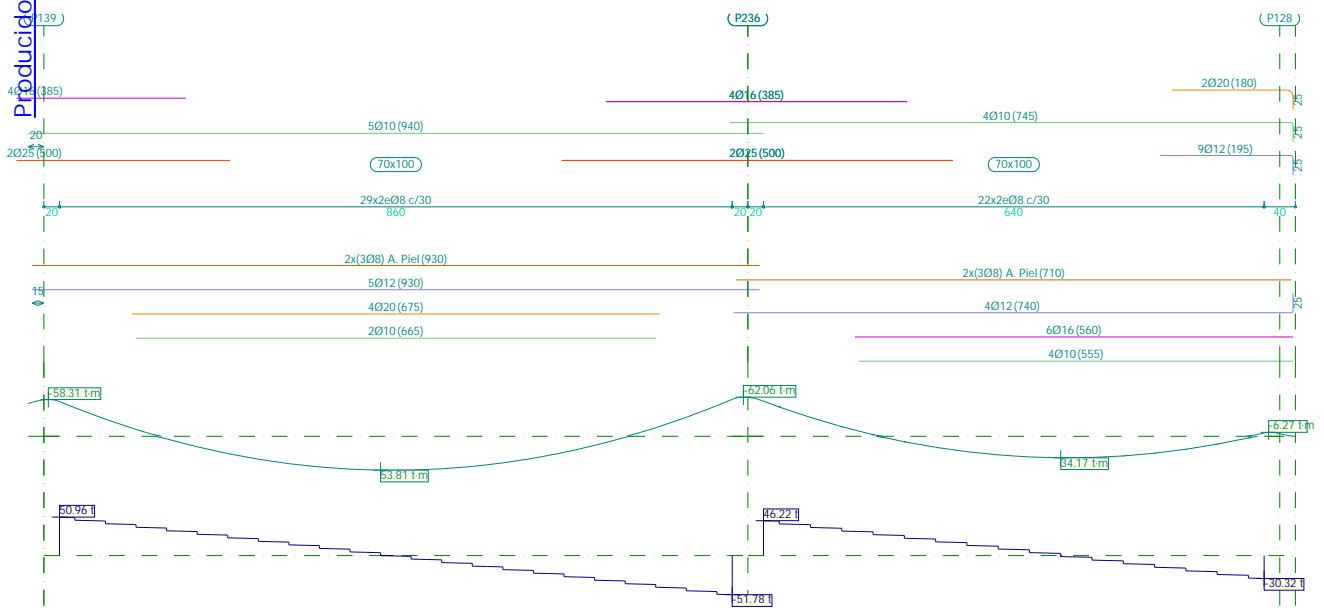 Producido
P139
P236
P128
2Ø20 (180)
25
4Ø16 (385)
4Ø16 (385)
4Ø10 (745)
25
5Ø10 (940)
20
2Ø25 (500)
2Ø25 (500)
9Ø12 (195)
25
70x100
70x100
29x2eØ8 c/30
22x2eØ8 c/30
20
860
20
20
640
40
2x(3Ø8) A. Piel (930)
2x(3Ø8) A. Piel (710)
15
5Ø12 (930)
4Ø20 (675)
4Ø12 (740)
25
2Ø10 (665)
6Ø16 (560)
4Ø10 (555)
-58.31 t·m
-62.06 t·m
-6.27 t·m
53.81 t·m
34.17 t·m
50.96 t
46.22 t
-51.78 t
-30.32 t